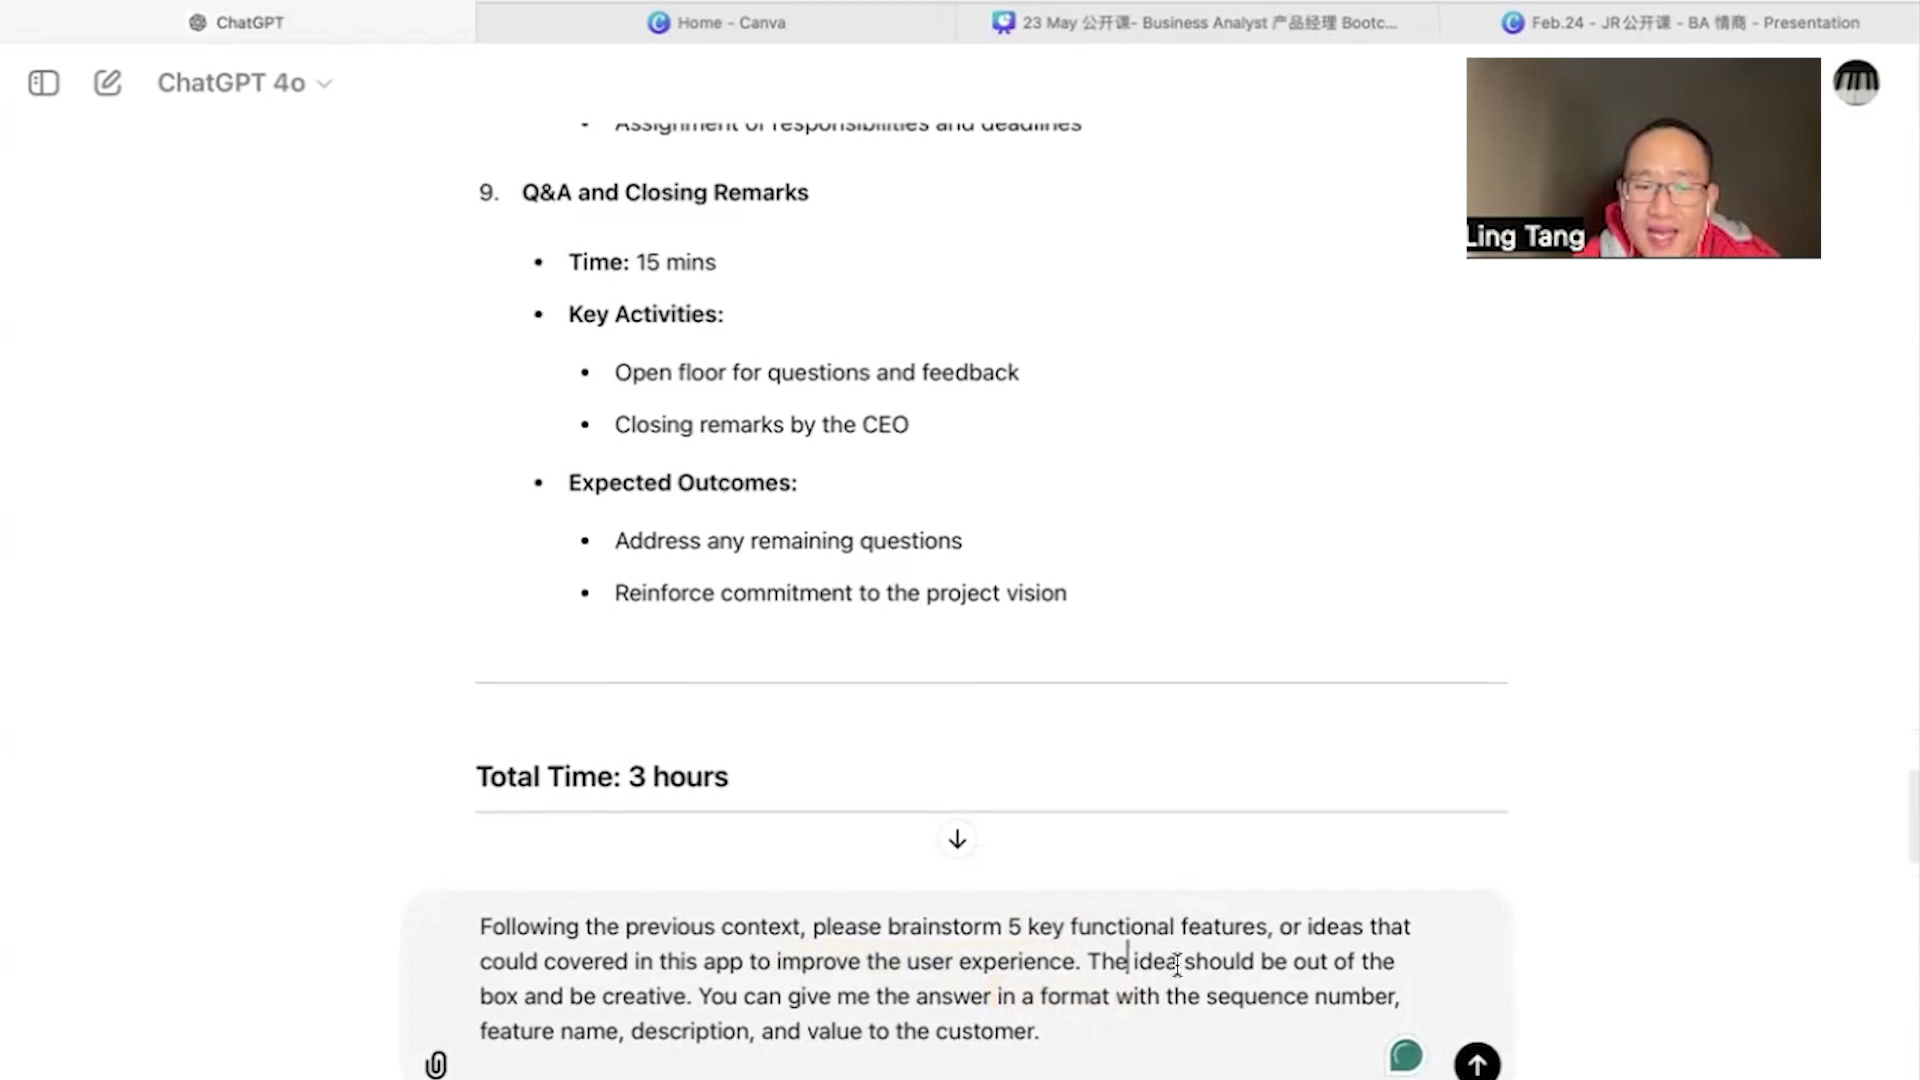 ChatGPT
Home - Canva
23 May 公开课- Business Analyst 产品经理 Bootc...
Feb.24 - JR公开课 - BA 情商 - Presentation
ChatGPT 4o
Assignment of responsibilities and deadlines
Ling Tang
9. Q&A and Closing Remarks
• Time: 15 mins
• Key Activities:
• Open floor for questions and feedback
• Closing remarks by the CEO
• Expected Outcomes:
• Address any remaining questions
• Reinforce commitment to the project vision
Total Time: 3 hours
Following the previous context, please brainstorm 5 key functional features, or ideas that
could covered in this app to improve the user experience. The idea should be out of the
box and be creative. You can give me the answer in a format with the sequence number,
feature name, description, and value to the customer.